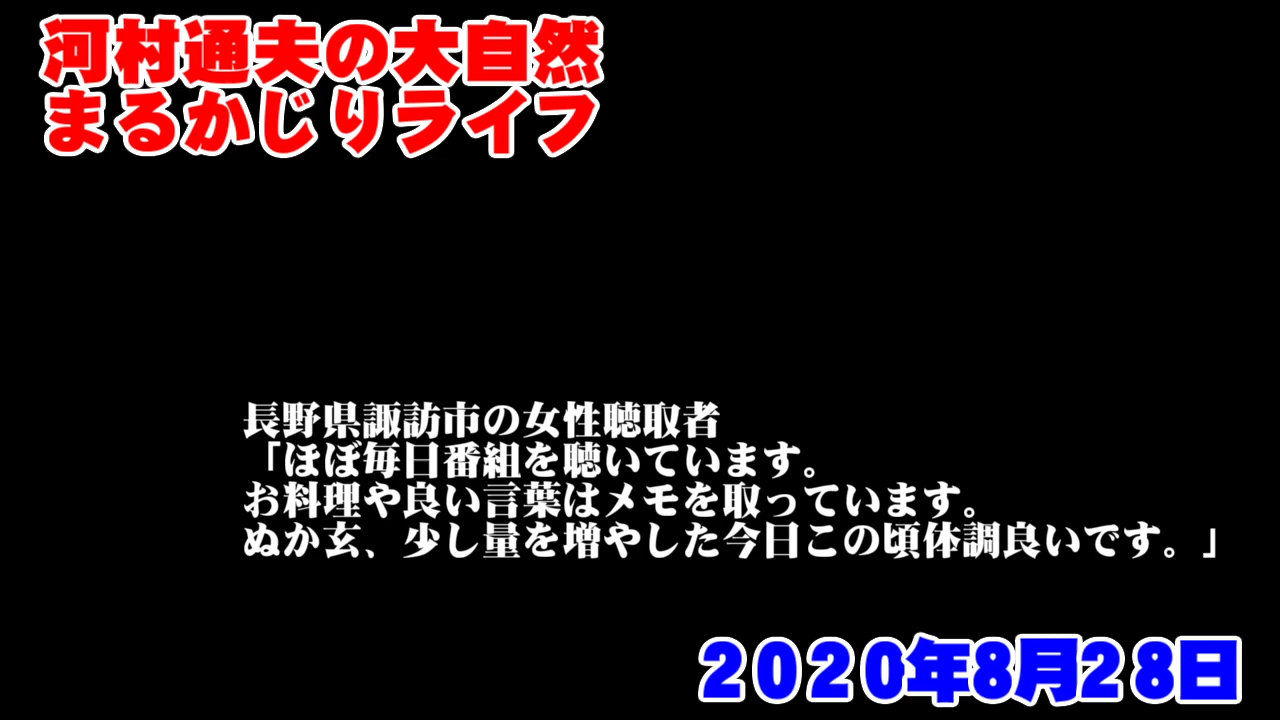 河村通夫の大自然
まるかじりライフ
長野県諏訪市の女性聴取者
「ほぼ毎日番組を聴いています。
お料理や良い言葉はメモを取っています。
ぬか玄、少し量を増やした今日この頃体調良いです。」
2020年8月28日